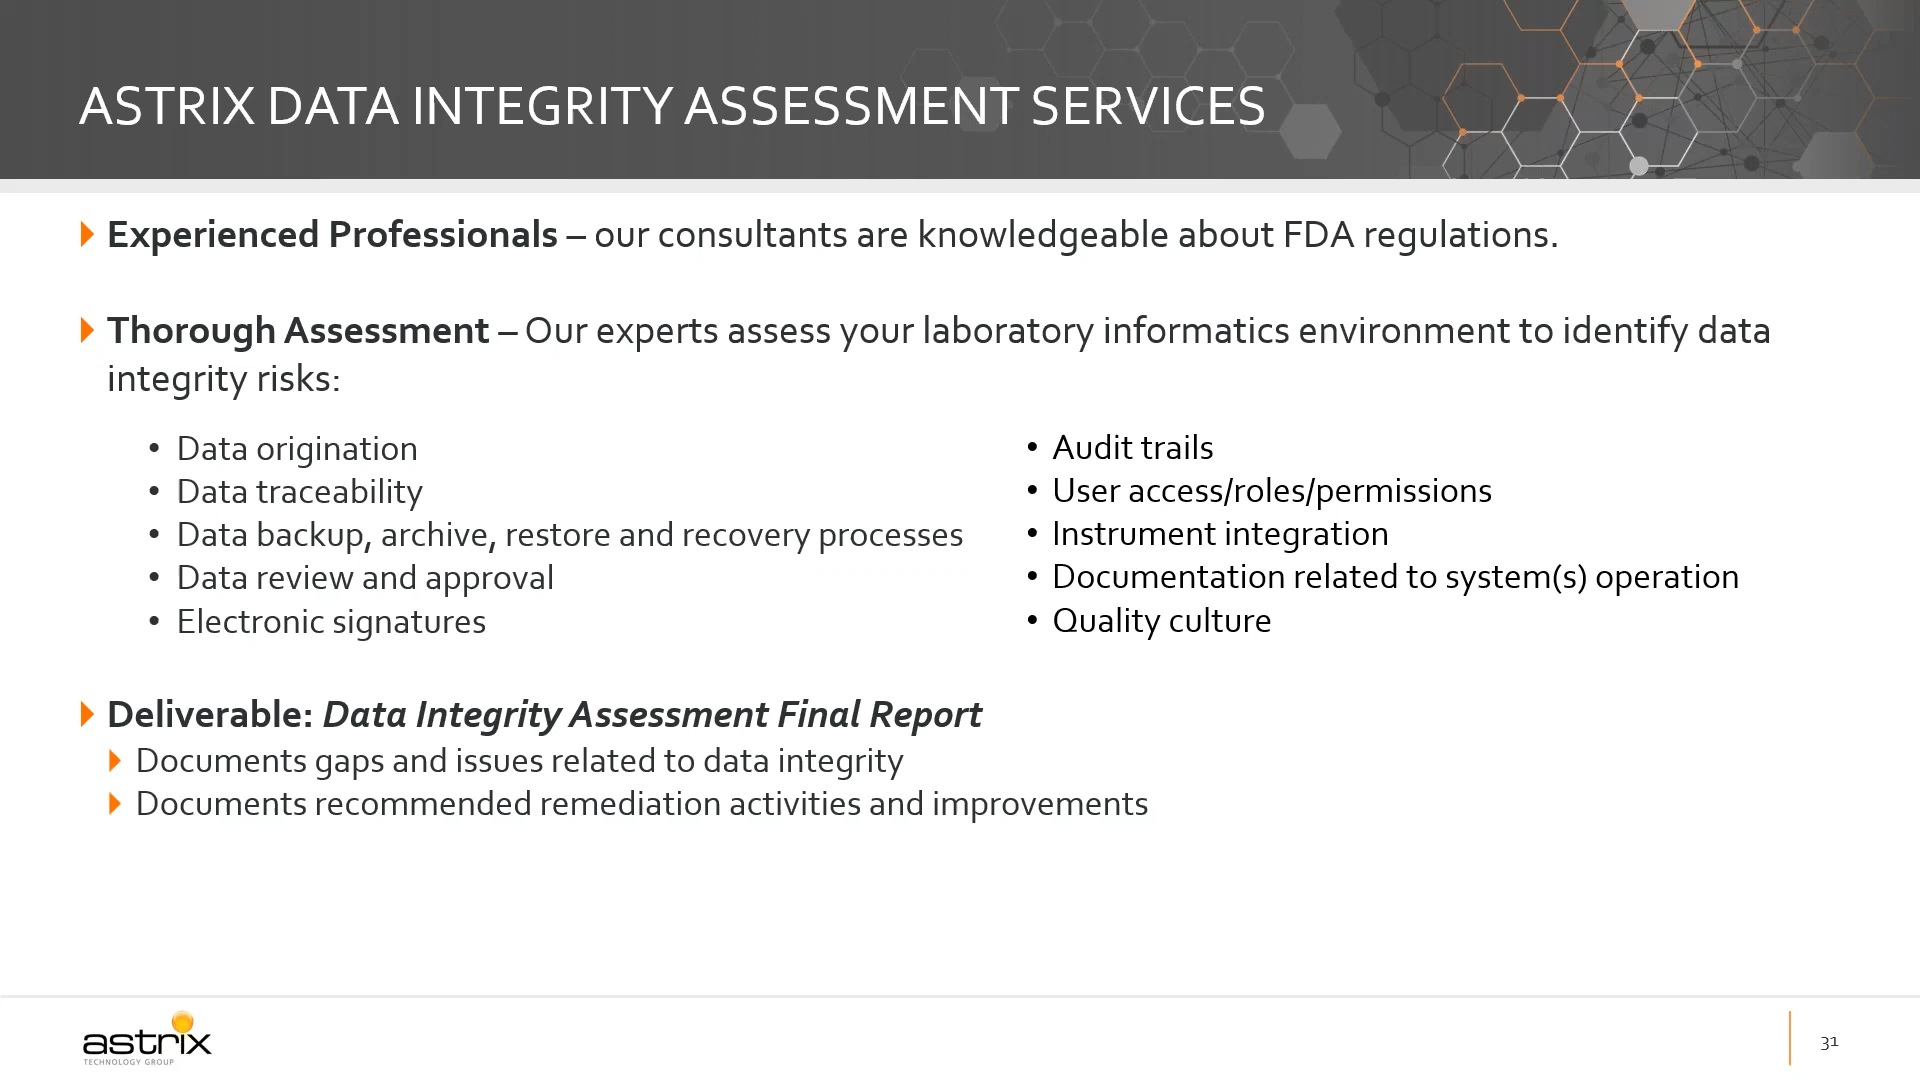 ASTRIX DATA INTEGRITY ASSESSMENT SERVICES
Experienced Professionals – our consultants are knowledgeable about FDA regulations.
Thorough Assessment – Our experts assess your laboratory informatics environment to identify data
integrity risks:
• Data origination
• Data traceability
• Data backup, archive, restore and recovery processes
• Data review and approval
• Electronic signatures
• Audit trails
• User access/roles/permissions
• Instrument integration
• Documentation related to system(s) operation
• Quality culture
Deliverable: Data Integrity Assessment Final Report
Documents gaps and issues related to data integrity
Documents recommended remediation activities and improvements
astrix
TECHNOLOGY GROUP
31